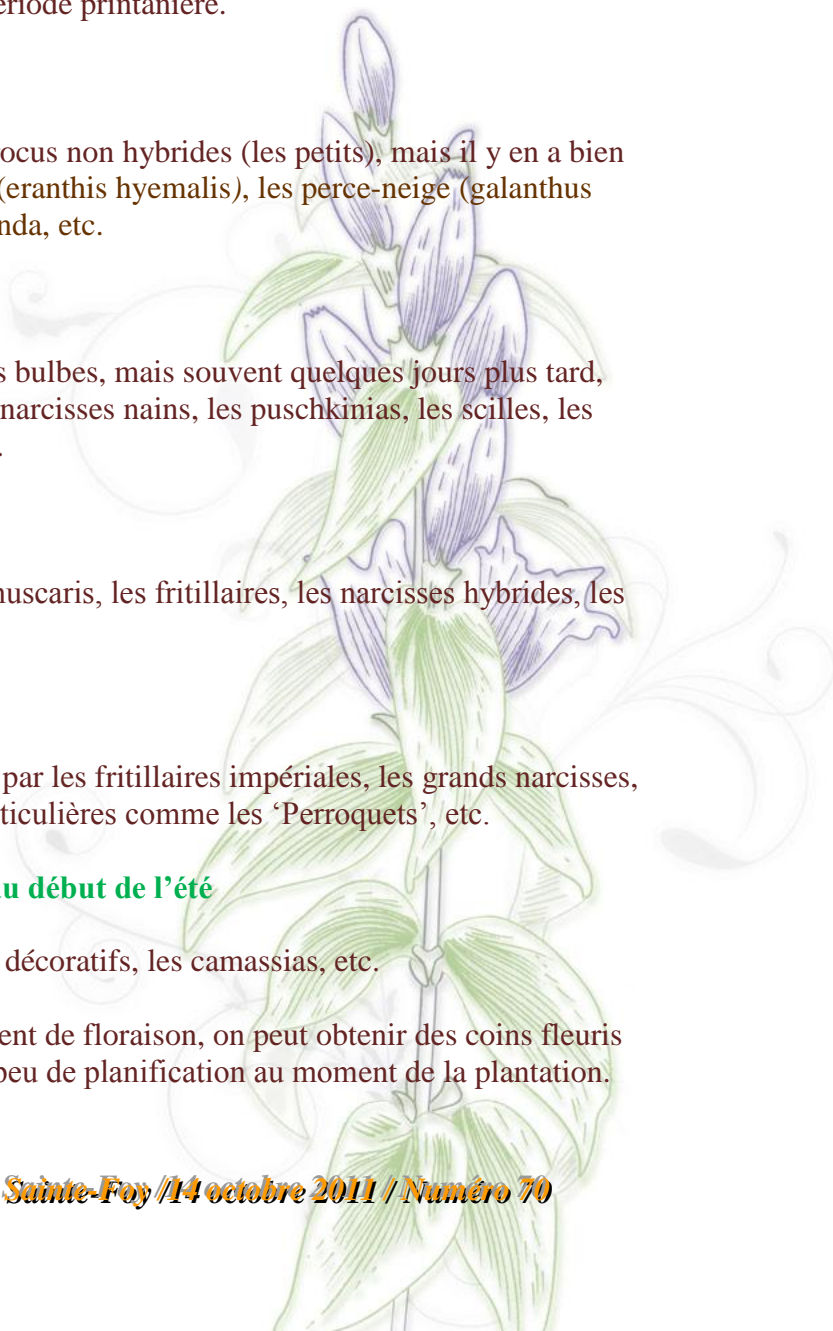 ériode printanière.
rocus non hybrides (les petits), mais il y en a bien
(eranthis hyemalis), les perce-neige (galanthus
nda, etc.
s bulbes, mais souvent quelques jours plus tard,
narcisses nains, les puschkinias, les scilles, les
.
uscaris, les fritillaires, les narcisses hybrides, les
par les fritillaires impériales, les grands narcisses,
ticulières comme les ‘Perroquets’, etc.
u début de l’été
décoratifs, les camassias, etc.
ent de floraison, on peut obtenir des coins fleuris
peu de planification au moment de la plantation.
Sainte-Foy /14 octobre 2011 / Numéro 70